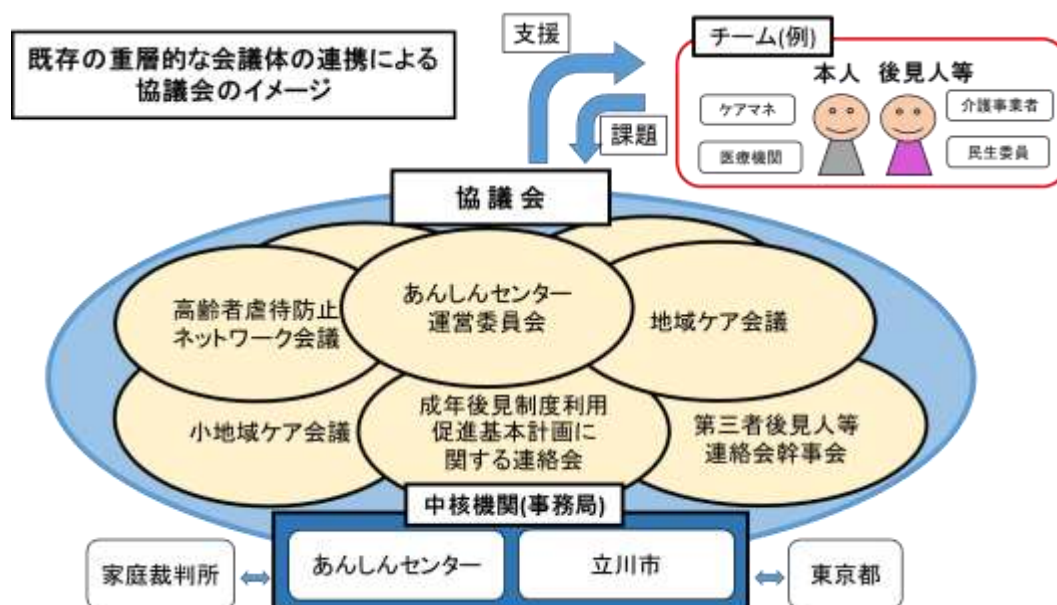 既存の重層的な会議体の連携による
協議会のイメージ
支援
課題
チーム(例)
本人 後見人等
ケアマネ
介護事業者
医療機関
民生委員
協議会
高齢者虐待防止
ネットワーク会議
あんしんセンター
運営委員会
地域ケア会議
小地域ケア会議
成年後見制度利用
促進基本計画に
関する連絡会
第三者後見人等
連絡会幹事会
中核機関(事務局)
家庭裁判所
あんしんセンター
立川市
東京都